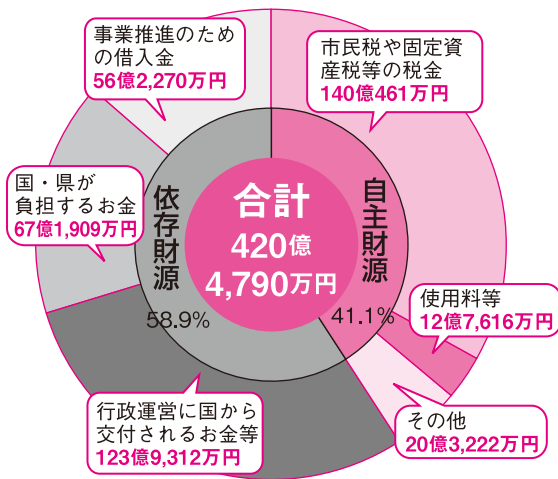 事業推進のための借入金
56億2,270万円
市民税や固定資
産税等の税金
140億461万円
国・県が
負担するお金
67億1,909万円
依存財源
58.9%
合計
420億
4,790万円
自主財源
41.1%
使用料等
12億7,616万円
行政運営に国から
交付されるお金等
123億9,312万円
その他
20億3,222万円